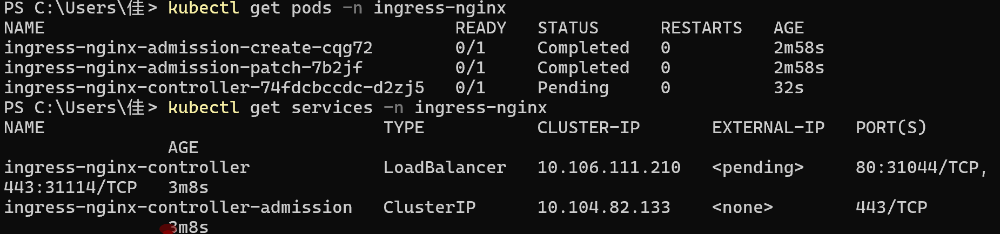 PS C:\Users\佳> kubectl get pods -n ingress-nginx
NAME                                        READY   STATUS      RESTARTS   AGE
ingress-nginx-admission-create-cqg72        0/1     Completed   0          2m58s
ingress-nginx-admission-patch-7b2jf         0/1     Completed   0          2m58s
ingress-nginx-controller-74fdcbccdc-d2zj5   0/1     Pending     0          32s
PS C:\Users\佳> kubectl get services -n ingress-nginx
NAME                                 TYPE           CLUSTER-IP       EXTERNAL-IP   PORT(S)
                AGE
ingress-nginx-controller             LoadBalancer   10.106.111.210   <pending>     80:31044/TCP,
443:31114/TCP   3m8s
ingress-nginx-controller-admission   ClusterIP      10.104.82.133    <none>        443/TCP
                3m8s